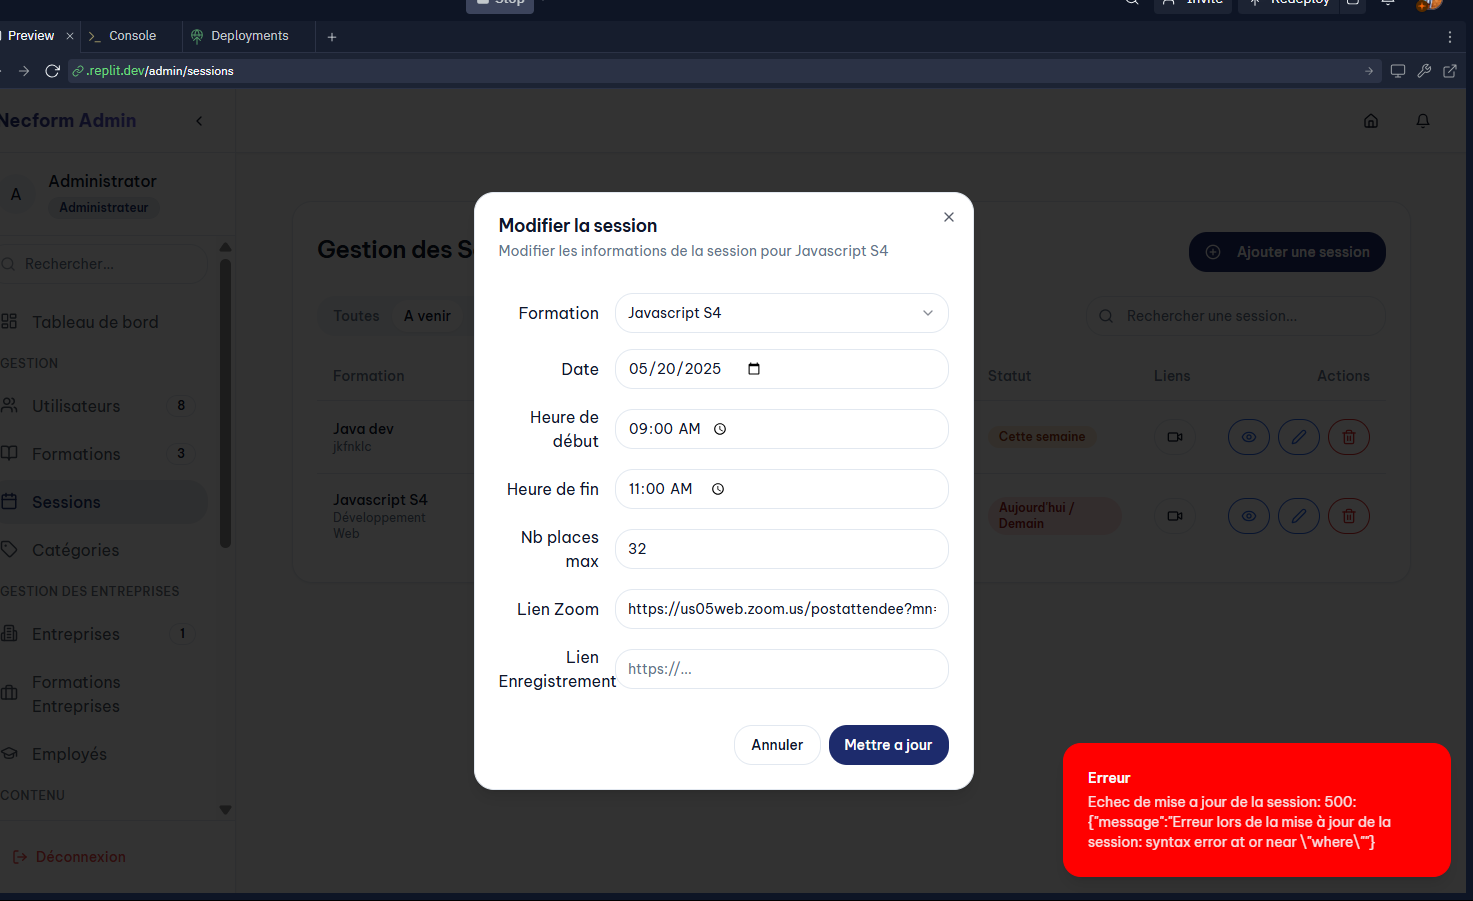 Stop
Invite
Redeploy
Preview
Console
Deployments
.replit.dev/admin/sessions
Necform Admin
A
Administrator
Administrateur
Rechercher...
Tableau de bord
GESTION
Utilisateurs 8
Formations 3
Sessions
Catégories
GESTION DES ENTREPRISES
Entreprises 1
Formations
Entreprises
Employés
CONTENU
Déconnexion
Gestion des S
Ajouter une session
Toutes
A venir
Rechercher une session...
Formation
Statut
Liens
Actions
Java dev
jkfnklc
Cette semaine
Javascript S4
Développement
Web
Aujourd'hui /
Demain
Modifier la session
Modifier les informations de la session pour Javascript S4
Formation
Javascript S4
Date
05/20/2025
Heure de
début
09:00 AM
Heure de fin
11:00 AM
Nb places
max
32
Lien Zoom
https://us05web.zoom.us/postattendee?mn=
Lien
Enregistrement
https://...
Annuler
Mettre a jour
Erreur
Echec de mise a jour de la session: 500:
{"message":"Erreur lors de la mise à jour de la
session: syntax error at or near \"where\""}